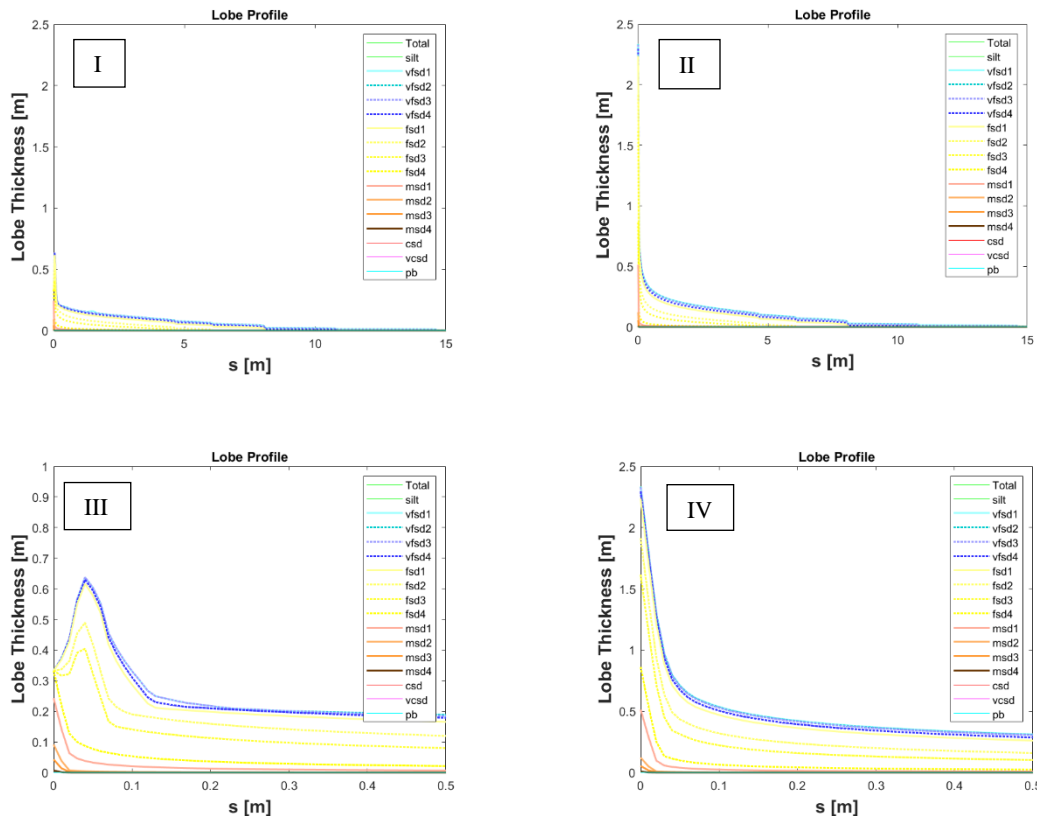 Lobe Profile
2.5
2
1.5
1
0.5
0
Lobe Thickness [m]
I
Total
silt
vfsd1
vfsd2
vfsd3
vfsd4
fsd1
fsd2
fsd3
fsd4
msd1
msd2
msd3
msd4
csd
vcsd
pb
0 5 10 15
s [m]
Lobe Profile
2.5
2
1.5
1
0.5
0
Lobe Thickness [m]
II
Total
silt
vfsd1
vfsd2
vfsd3
vfsd4
fsd1
fsd2
fsd3
fsd4
msd1
msd2
msd3
msd4
csd
vcsd
pb
0 5 10 15
s [m]
Lobe Profile
1
0.9
0.8
0.7
0.6
0.5
0.4
0.3
0.2
0.1
0
Lobe Thickness [m]
III
Total
silt
vfsd1
vfsd2
vfsd3
vfsd4
fsd1
fsd2
fsd3
fsd4
msd1
msd2
msd3
msd4
csd
vcsd
pb
0 0.1 0.2 0.3 0.4 0.5
s [m]
Lobe Profile
2.5
2
1.5
1
0.5
0
Lobe Thickness [m]
IV
Total
silt
vfsd1
vfsd2
vfsd3
vfsd4
fsd1
fsd2
fsd3
fsd4
msd1
msd2
msd3
msd4
csd
vcsd
pb
0 0.1 0.2 0.3 0.4 0.5
s [m]